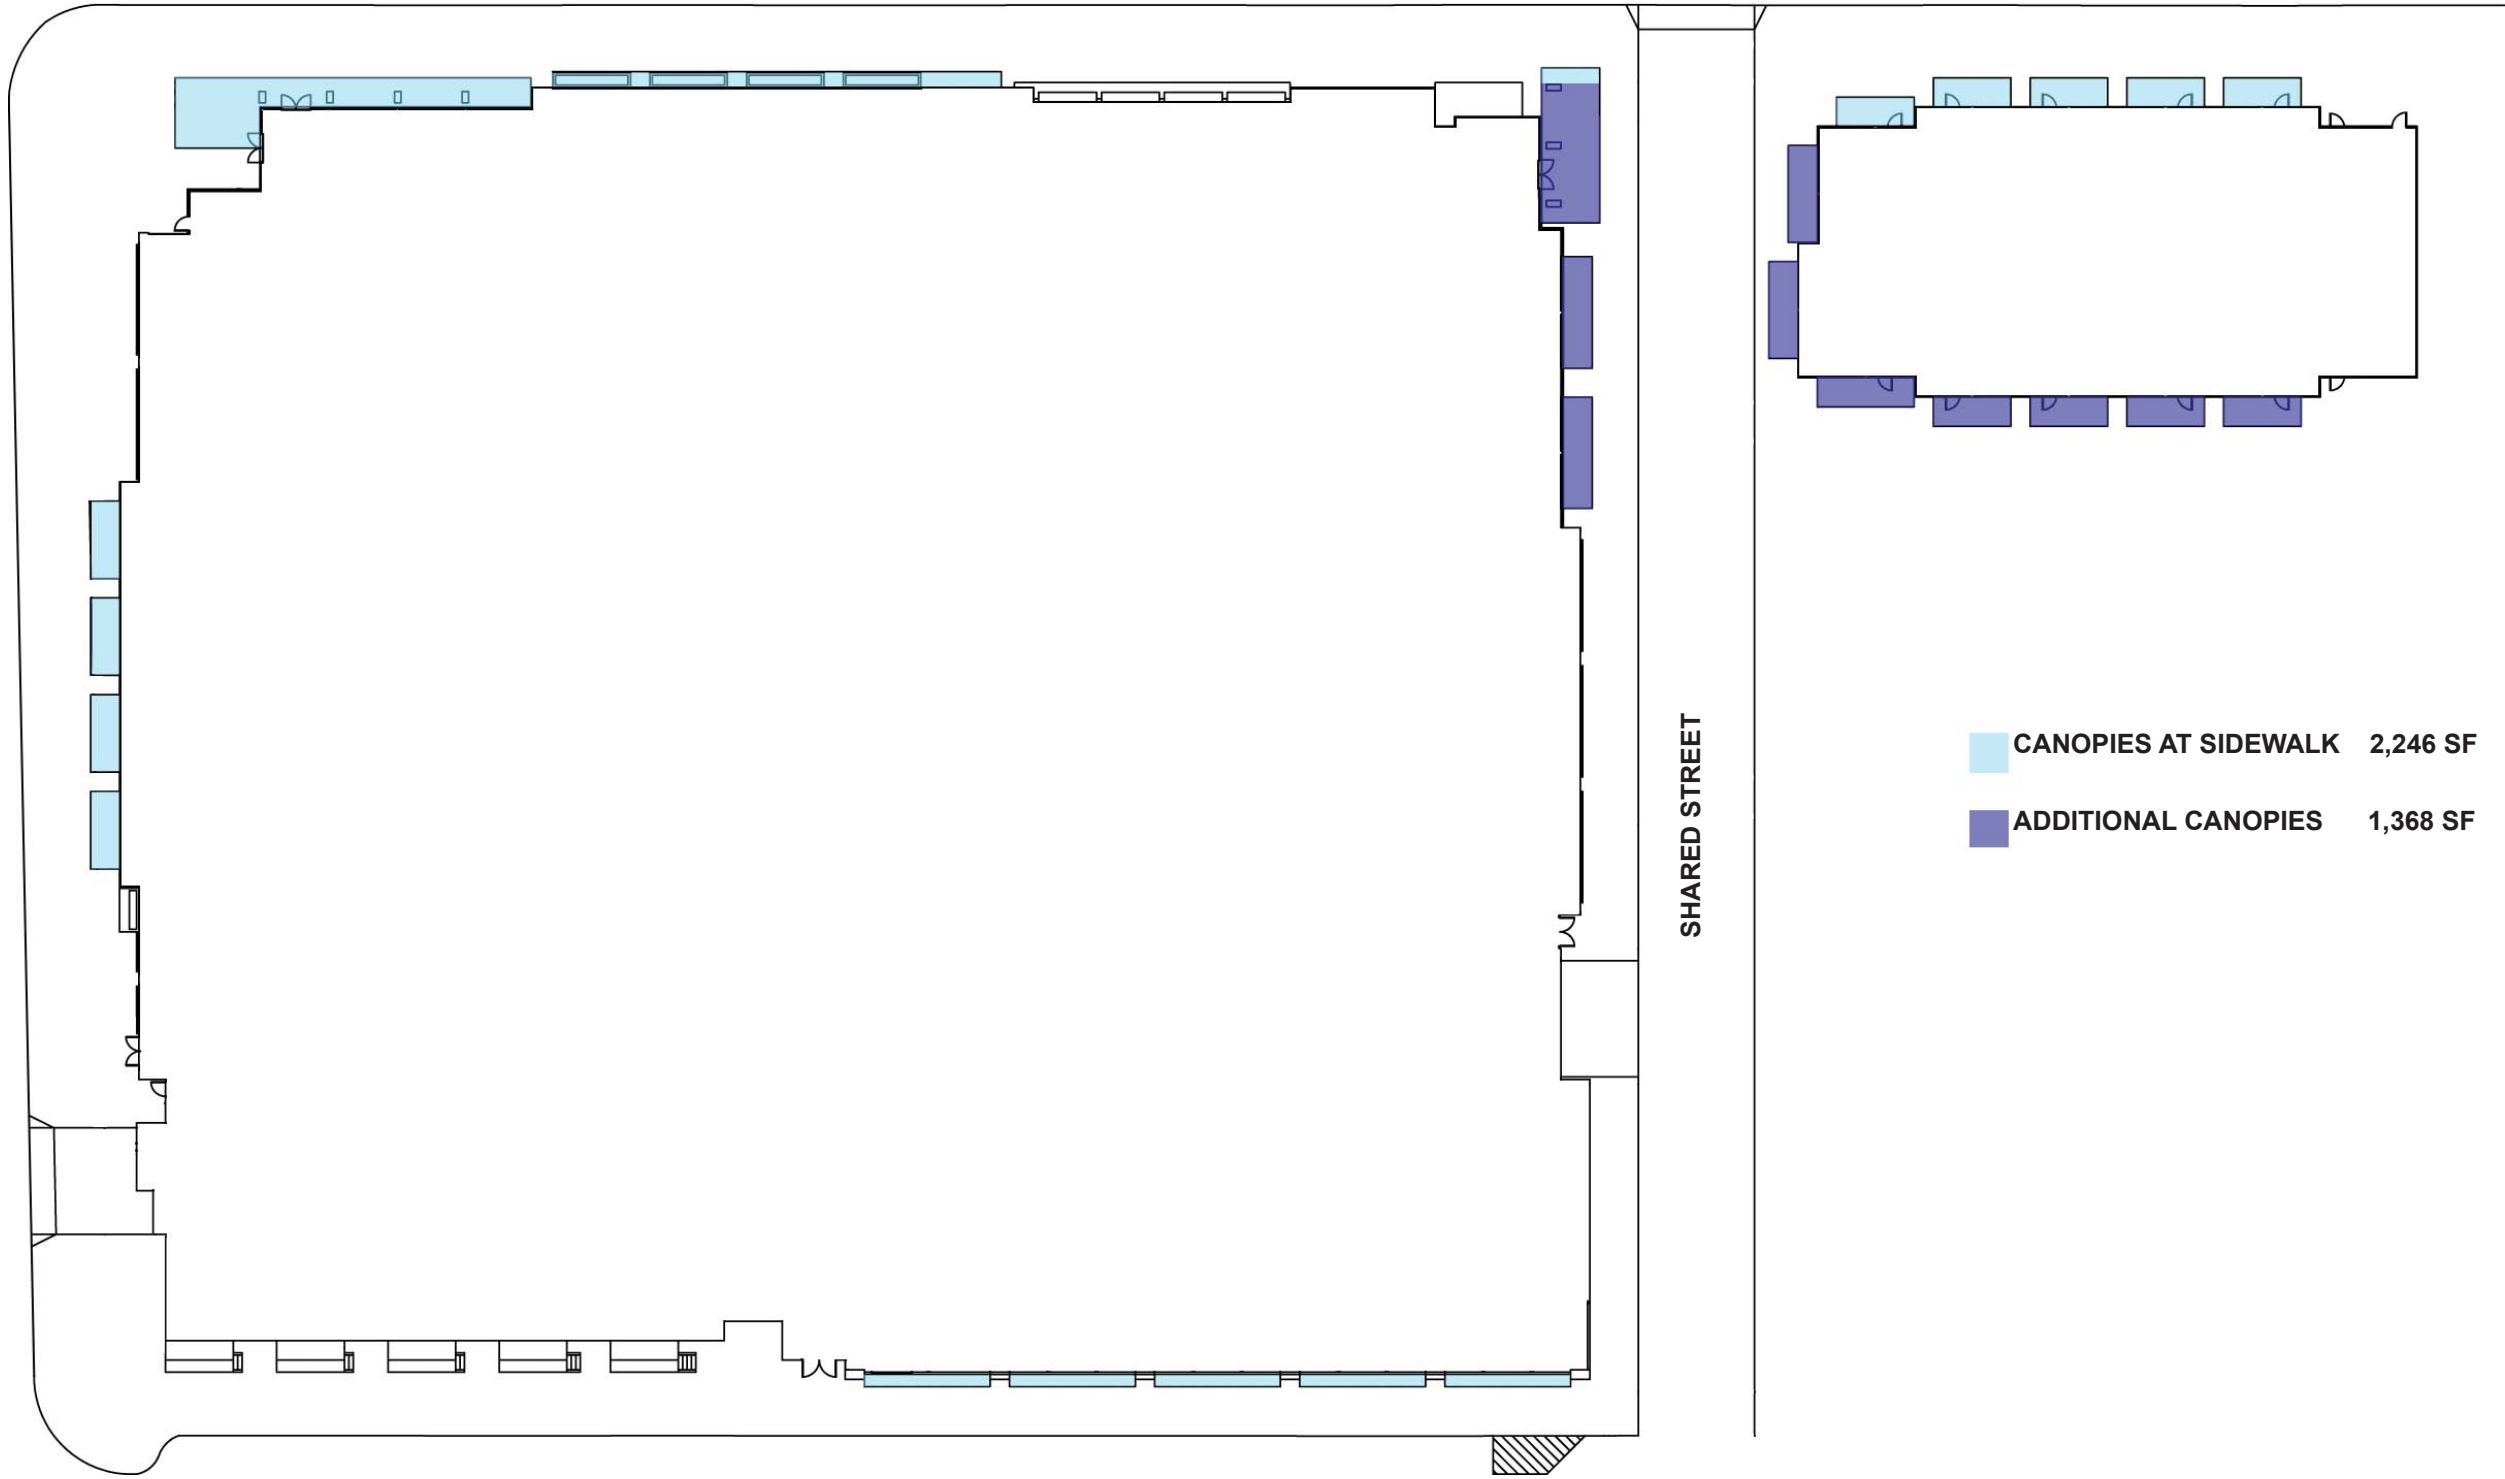 SHARED STREET
CANOPIES AT SIDEWALK 2,246 SF
ADDITIONAL CANOPIES 1,368 SF